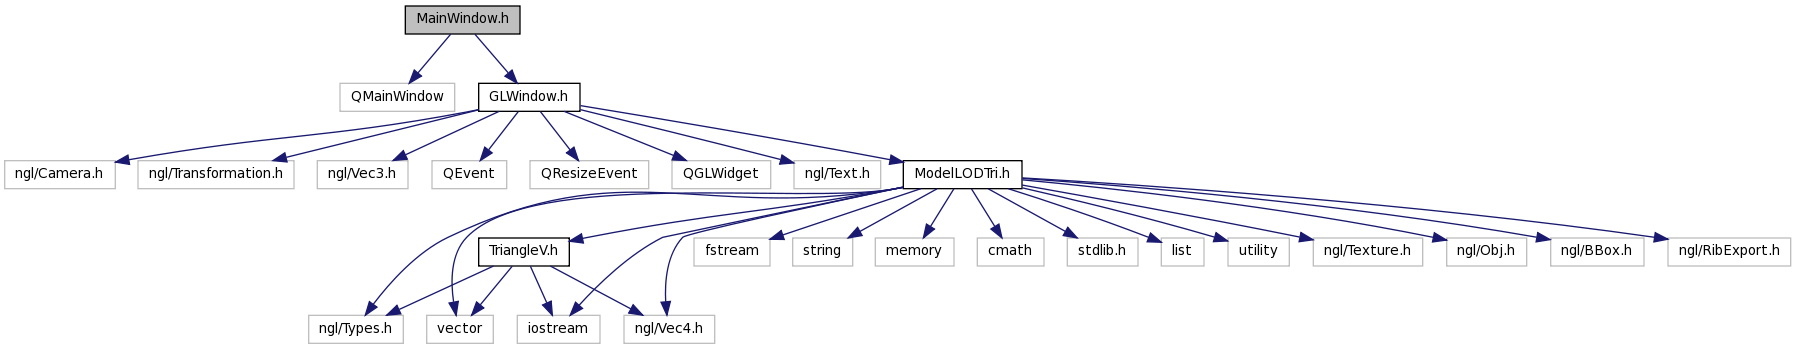 MainWindow.h
QMainWindow
GLWindow.h
ngl/Camera.h
ngl/Transformation.h
ngl/Vec3.h
QEvent
QResizeEvent
QGLWidget
ngl/Text.h
ModelLODTri.h
TriangleV.h
fstream
string
memory
cmath
stdlib.h
list
utility
ngl/Texture.h
ngl/Obj.h
ngl/BBox.h
ngl/RibExport.h
ngl/Types.h
vector
iostream
ngl/Vec4.h